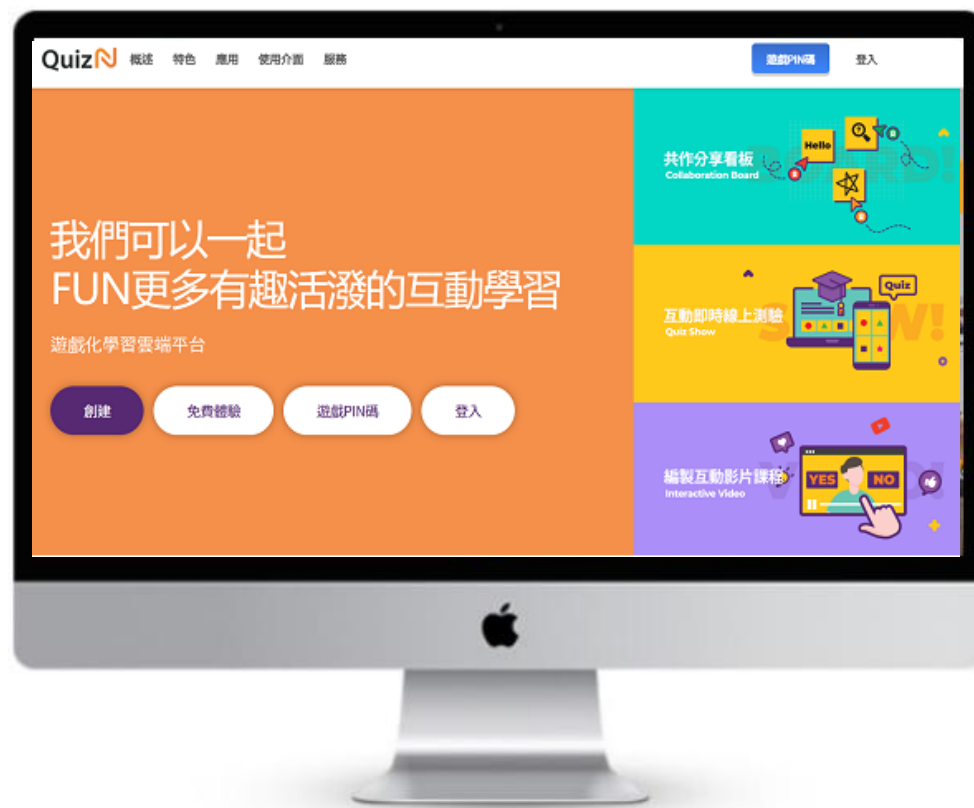 QuizN 概述 特色 應用 使用介面 服務 遊戲PIN碼 登入
我們可以一起
FUN更多有趣活潑的互動學習
遊戲化學習雲端平台
創建 免費體驗 遊戲PIN碼 登入
共作分享看板
Collaboration Board
BOARD!
Hello
互動即時線上測驗
Quiz Show
Quiz
編製互動影片課程
Interactive Video
YES NO